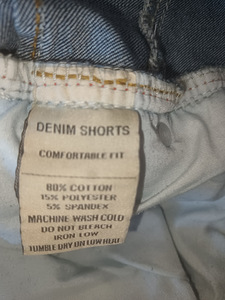 DENIM SHORTS
COMFORTABLE FIT
80% COTTON
15% POLYESTER
5% SPANDEX
MACHINE WASH COLD
DO NOT BLEACH
IRON LOW
TUMBLE DRY ON LOW HEAT